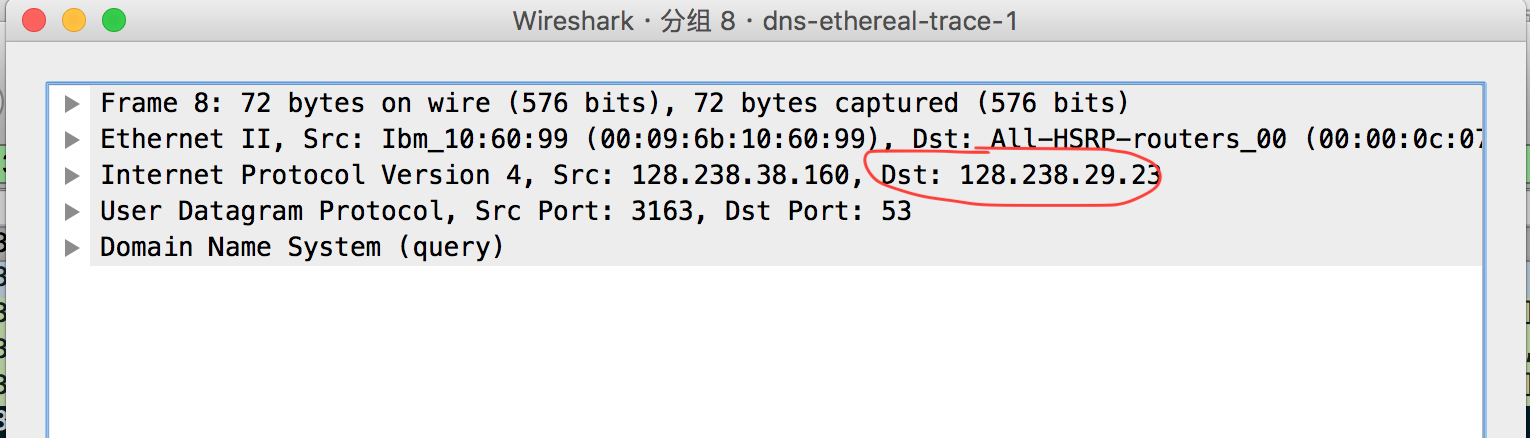 Wireshark · 分组 8 · dns-ethereal-trace-1
Frame 8: 72 bytes on wire (576 bits), 72 bytes captured (576 bits)
Ethernet II, Src: Ibm_10:60:99 (00:09:6b:10:60:99), Dst: All-HSRP-routers_00 (00:00:0c:07
Internet Protocol Version 4, Src: 128.238.38.160, Dst: 128.238.29.23
User Datagram Protocol, Src Port: 3163, Dst Port: 53
Domain Name System (query)